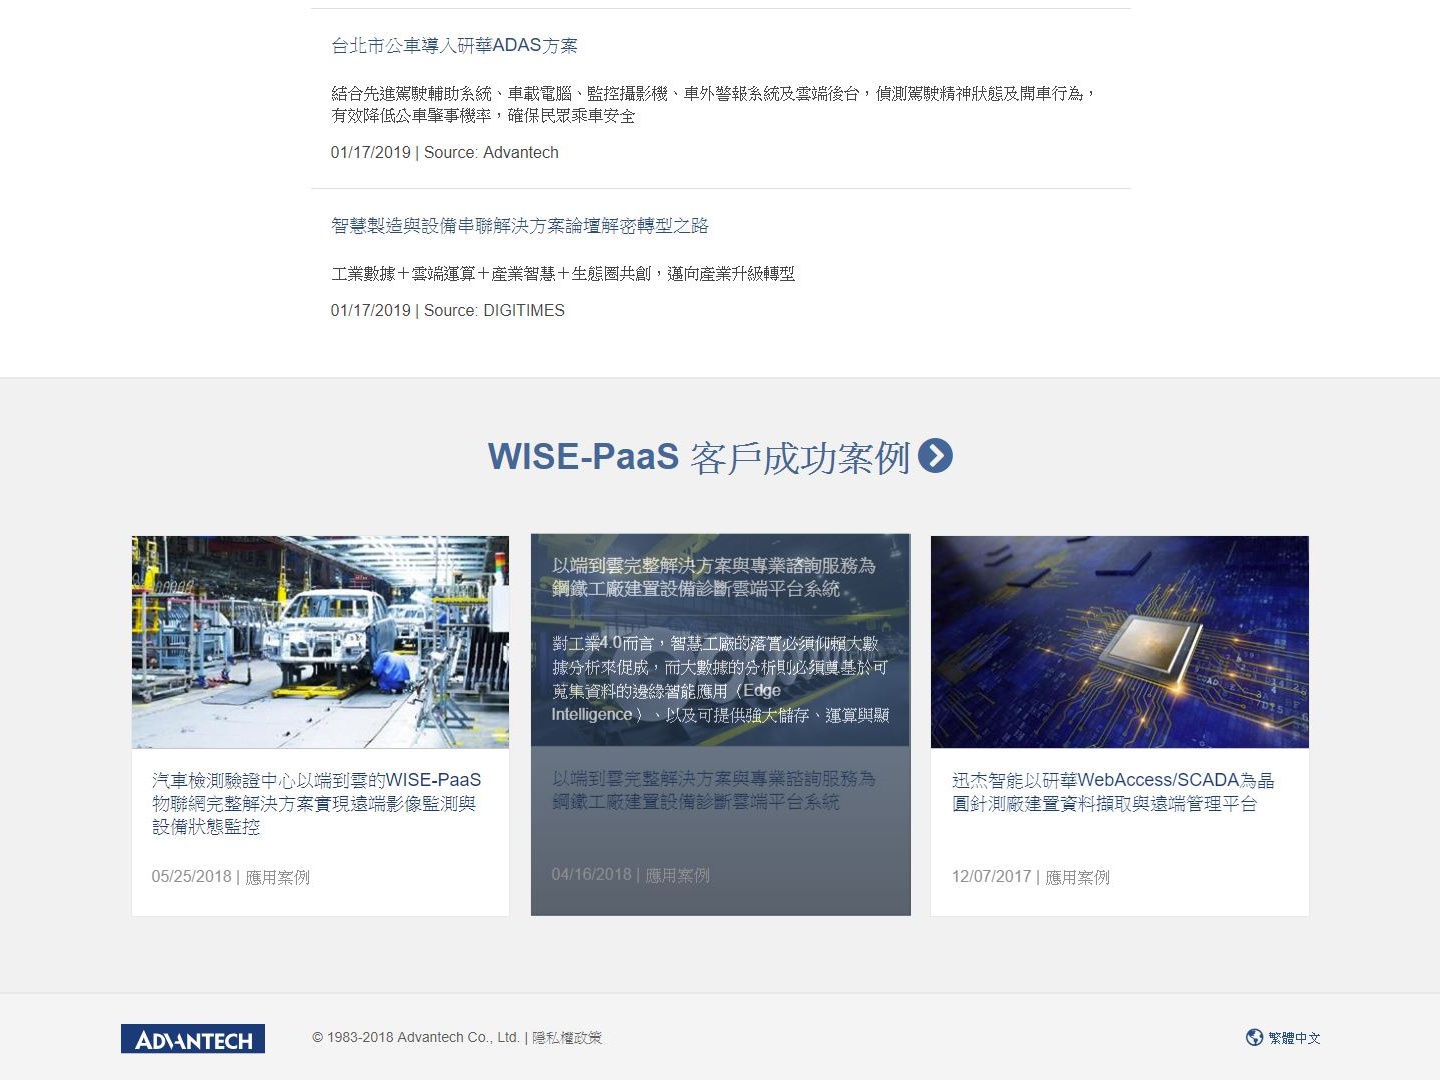 台北市公車導入研華ADAS方案
結合先進駕駛輔助系統、車載電腦、監控攝影機、車外警報系統及雲端後台，偵測駕駛精神狀態及開車行為，
有效降低公車肇事機率，確保民眾乘車安全
01/17/2019 | Source: Advantech
智慧製造與設備串聯解決方案論壇解密轉型之路
工業數據＋雲端運算＋產業智慧＋生態圈共創，邁向產業升級轉型
01/17/2019 | Source: DIGITIMES
WISE-PaaS 客戶成功案例
汽車檢測驗證中心以端到雲的WISE-PaaS
物聯網完整解決方案實現遠端影像監測與
設備狀態監控
05/25/2018 | 應用案例
以端到雲完整解決方案與專業諮詢服務為
鋼鐵工廠建置設備診斷雲端平台系統
對工業4.0而言，智慧工廠的落實必須仰賴大數
據分析來促成，而大數據的分析則必須奠基於可
蒐集資料的邊緣智能應用（Edge
Intelligence ）、以及可提供強大儲存、運算與顯
以端到雲完整解決方案與專業諮詢服務為
鋼鐵工廠建置設備診斷雲端平台系統
04/16/2018 | 應用案例
迅杰智能以研華WebAccess/SCADA為晶
圓針測廠建置資料擷取與遠端管理平台
12/07/2017 | 應用案例
ADVANTECH
© 1983-2018 Advantech Co., Ltd. | 隱私權政策
繁體中文